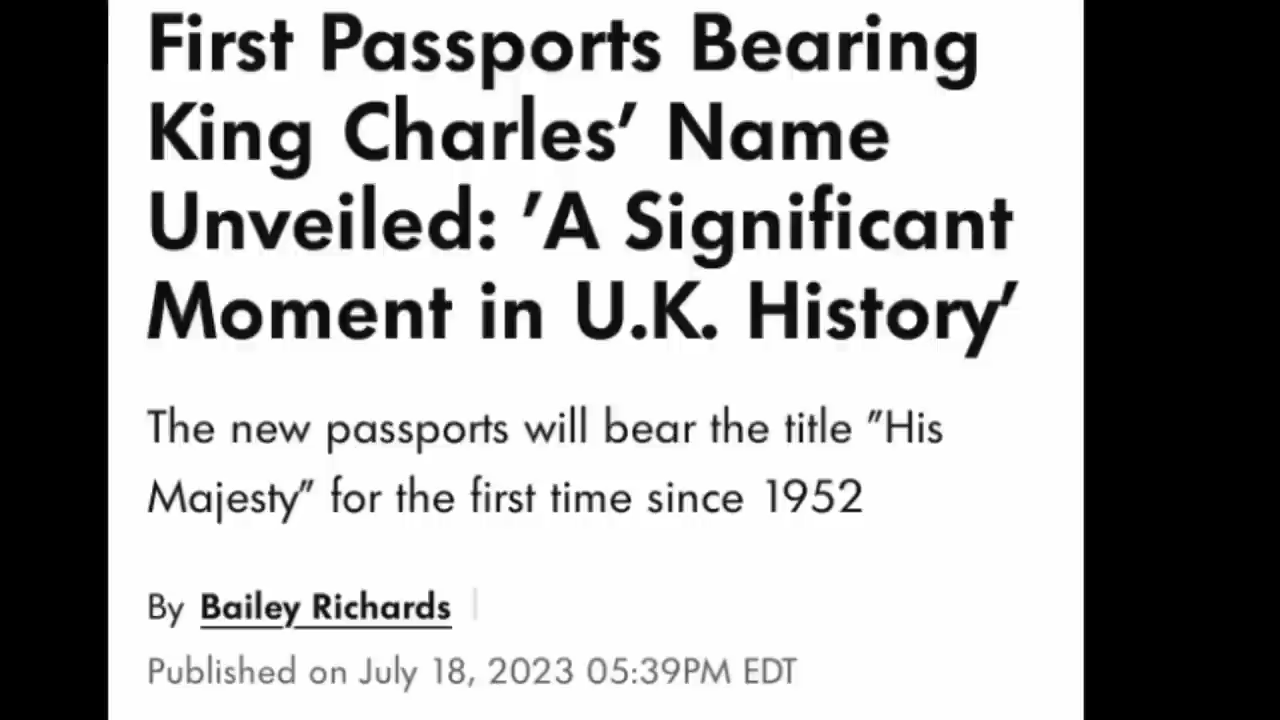 First Passports Bearing
King Charles’ Name
Unveiled: ’A Significant
Moment in U.K. History’
The new passports will bear the title "His
Majesty" for the first time since 1952
By Bailey Richards
Published on July 18, 2023 05:39PM EDT